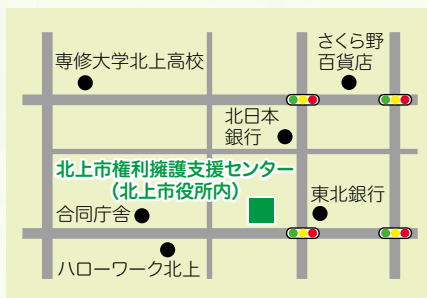 専修大学北上高校
さくら野
百貨店
北日本
銀行
北上市権利擁護支援センター
（北上市役所内）
合同庁舎
東北銀行
ハローワーク北上